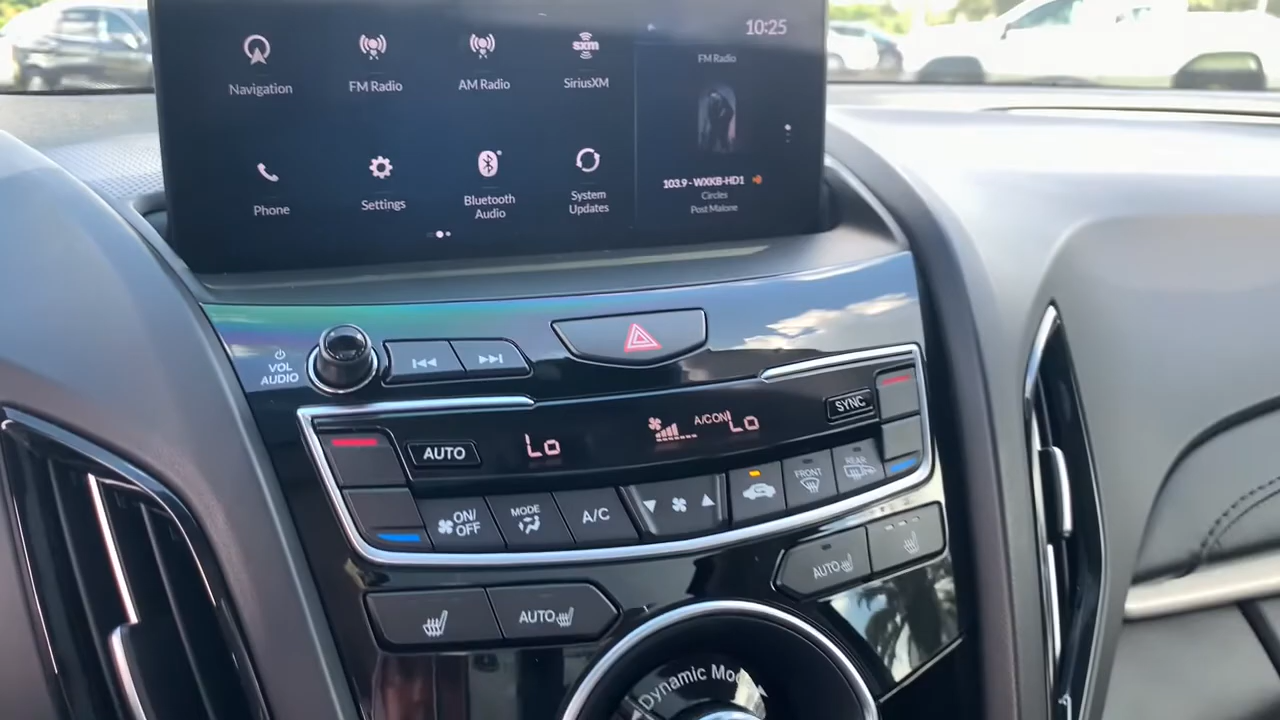 10:25
Navigation
FM Radio
AM Radio
sxm
SiriusXM
FM Radio
Phone
Settings
Bluetooth
Audio
System
Updates
103.9 - WXKB-HD1
Circles
Post Malone
VOL
AUDIO
AUTO
Lo
A/C ON
Lo
SYNC
ON/
OFF
MODE
A/C
FRONT
REAR
AUTO
AUTO
Dynamic Mode